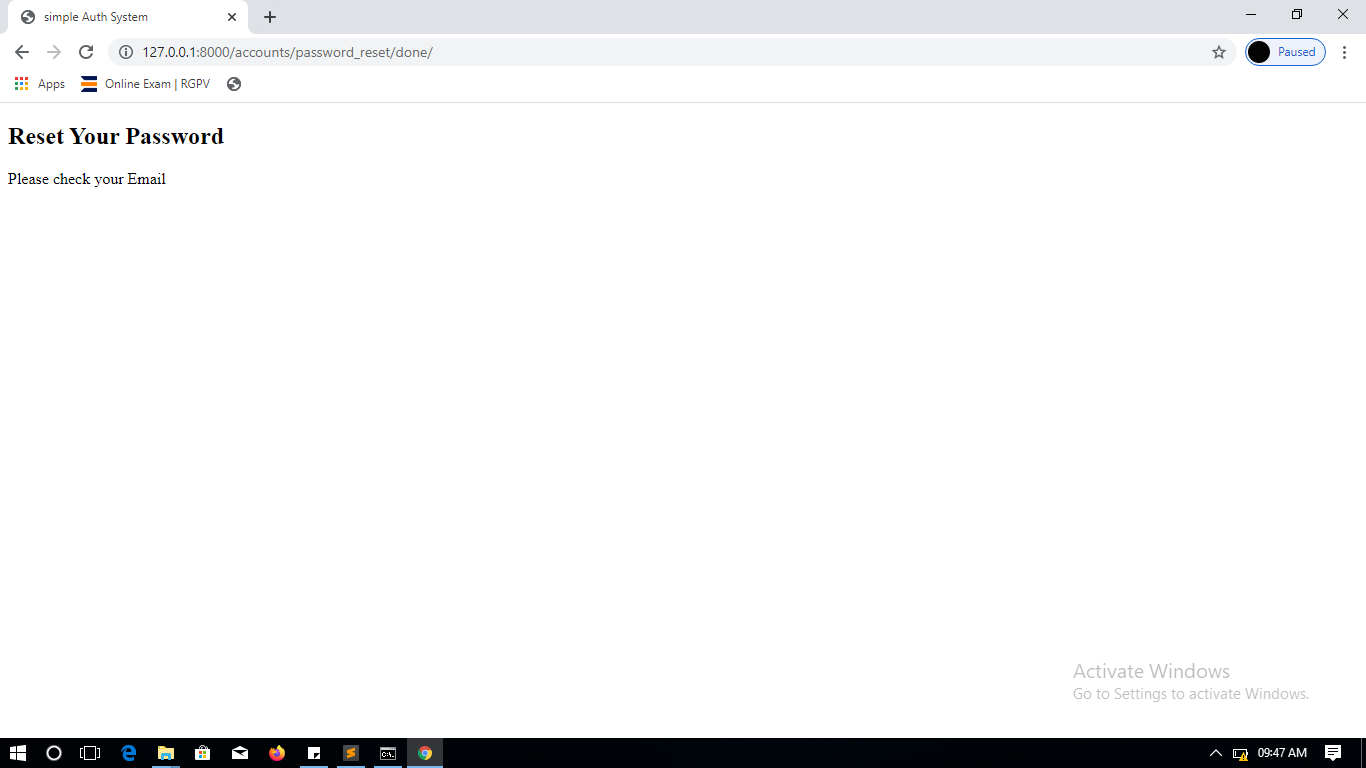 simple Auth System
127.0.0.1:8000/accounts/password_reset/done/
Paused
Apps
Online Exam | RGPV
Reset Your Password
Please check your Email
Activate Windows
Go to Settings to activate Windows.
09:47 AM